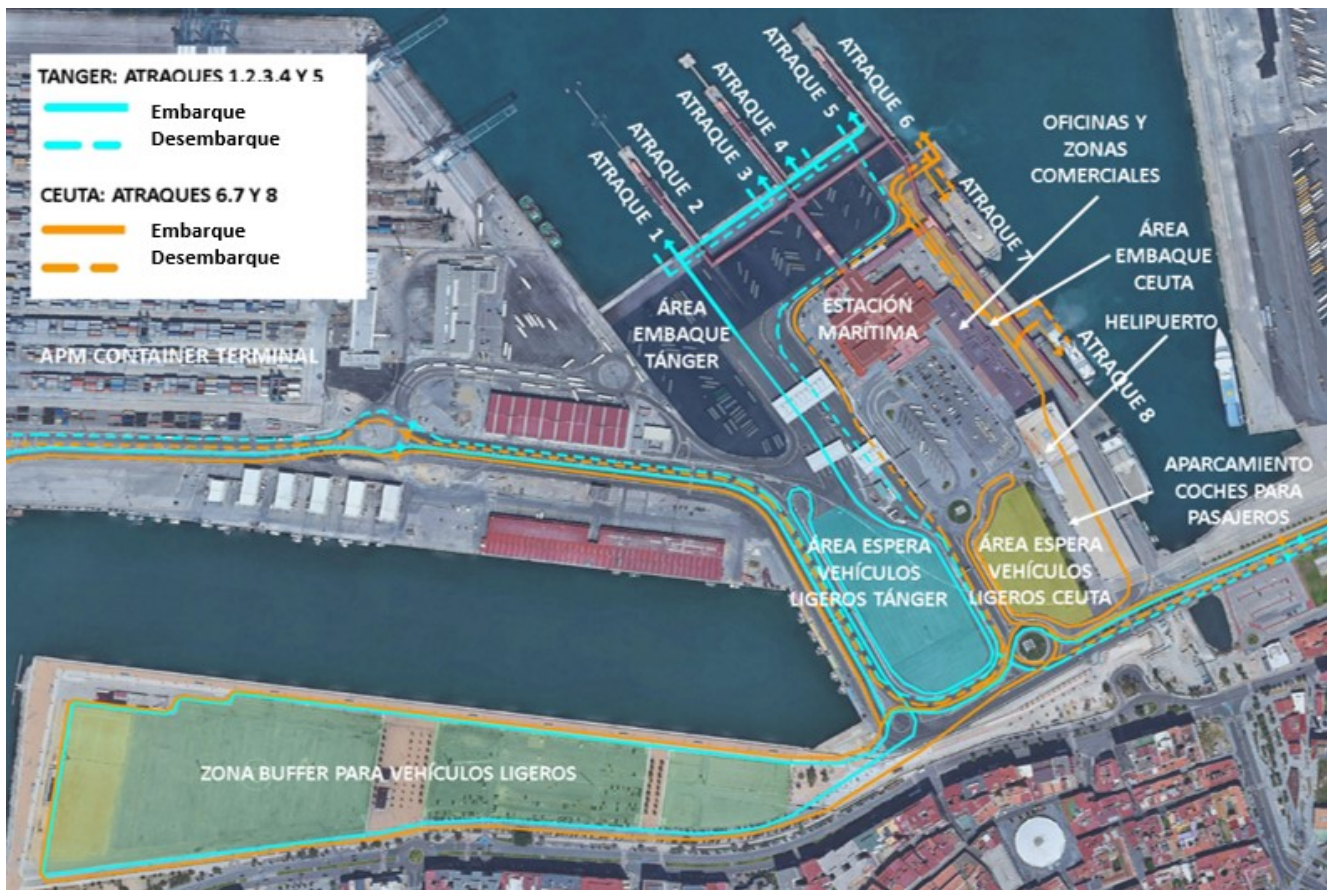 TANGER: ATRAQUES 1,2,3,4 Y 5
Embarque
Desembarque
CEUTA: ATRAQUES 6.7 Y 8
Embarque
Desembarque
ATRAQUE 1
ATRAQUE 2
ATRAQUE 3
ATRAQUE 4
ATRAQUE 5
ATRAQUE 6
ATRAQUE 7
ATRAQUE 8
OFICINAS Y
ZONAS
COMERCIALES
ÁREA
EMBAQUE
CEUTA
HELIPUERTO
ÁREA
EMBAQUE
TÁNGER
ESTACIÓN
MARÍTIMA
APM CONTAINER TERMINAL
APARCAMIENTO
COCHES PARA
PASAJEROS
ÁREA ESPERA
VEHÍCULOS
LIGEROS TÁNGER
ÁREA ESPERA
VEHÍCULOS
LIGEROS CEUTA
ZONA BUFFER PARA VEHÍCULOS LIGEROS